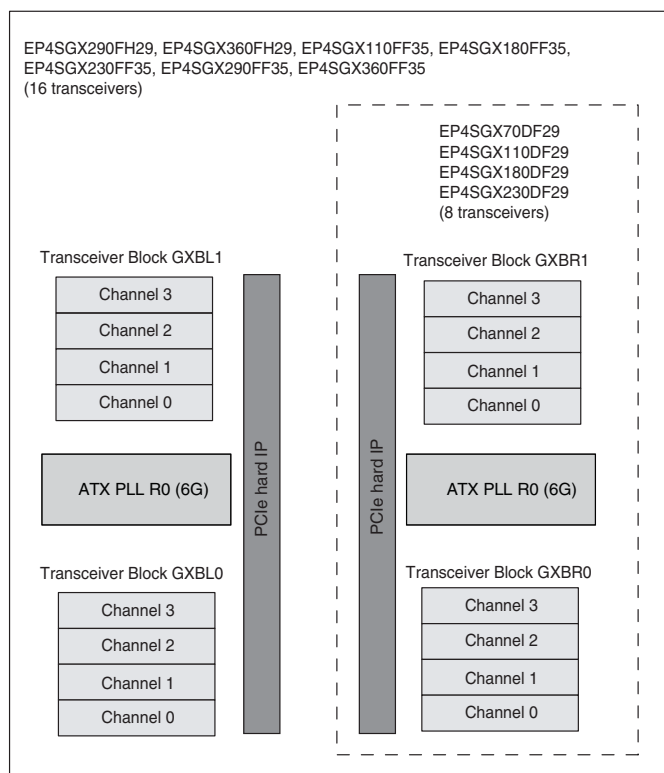 EP4SGX290FH29, EP4SGX360FH29, EP4SGX110FF35, EP4SGX180FF35,
EP4SGX230FF35, EP4SGX290FF35, EP4SGX360FF35
(16 transceivers)
EP4SGX70DF29
EP4SGX110DF29
EP4SGX180DF29
EP4SGX230DF29
(8 transceivers)
Transceiver Block GXBL1
Channel 3
Channel 2
Channel 1
Channel 0
ATX PLL R0 (6G)
Transceiver Block GXBL0
Channel 3
Channel 2
Channel 1
Channel 0
PCIe hard IP
PCIe hard IP
Transceiver Block GXBR1
Channel 3
Channel 2
Channel 1
Channel 0
ATX PLL R0 (6G)
Transceiver Block GXBR0
Channel 3
Channel 2
Channel 1
Channel 0